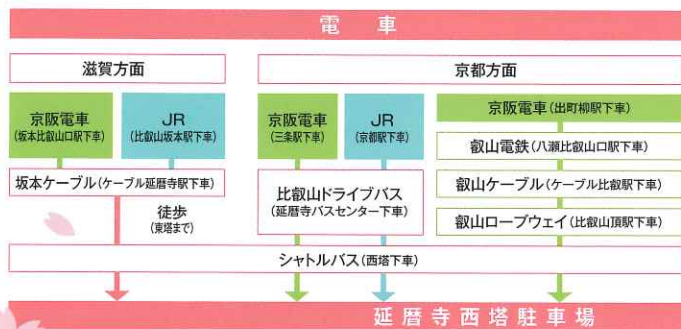 電車
滋賀方面
京都方面
京阪電車
(坂本比叡山口駅下車)
JR
(比叡山坂本駅下車)
京阪電車
(三条駅下車)
JR
(京都駅下車)
京阪電車(出町柳駅下車)
叡山電鉄(八瀬比叡山口駅下車)
坂本ケーブル(ケーブル延暦寺駅下車)
比叡山ドライブバス
(延暦寺バスセンター下車)
叡山ケーブル(ケーブル比叡駅下車)
徒歩
(東塔まで)
叡山ロープウェイ(比叡山頂駅下車)
シャトルバス(西塔下車)
延暦寺西塔駐車場